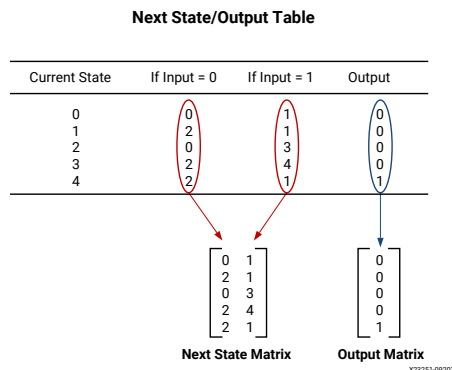 Next State/Output Table
Current State If Input = 0 If Input = 1 Output
0 0 1 0
1 2 1 0
2 0 3 0
3 2 4 0
4 2 1 1
0 1 0
2 1 0
0 3 0
2 4 0
2 1 1
Next State Matrix Output Matrix